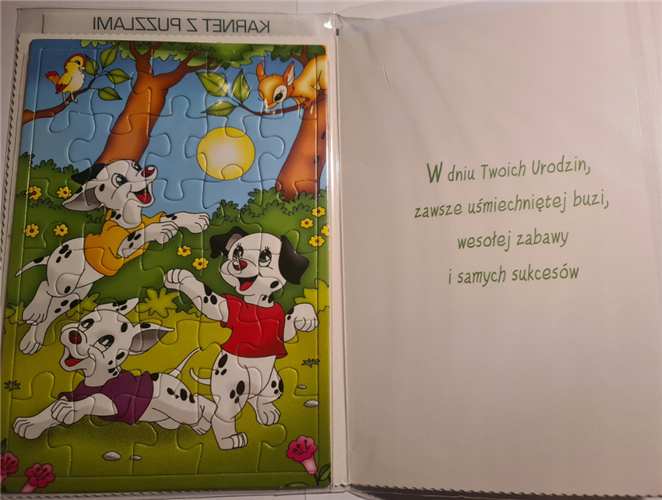 KARNET Z PUZZLAMI
W dniu Twoich Urodzin,
zawsze uśmiechniętej buzi,
wesołej zabawy
i samych sukcesów